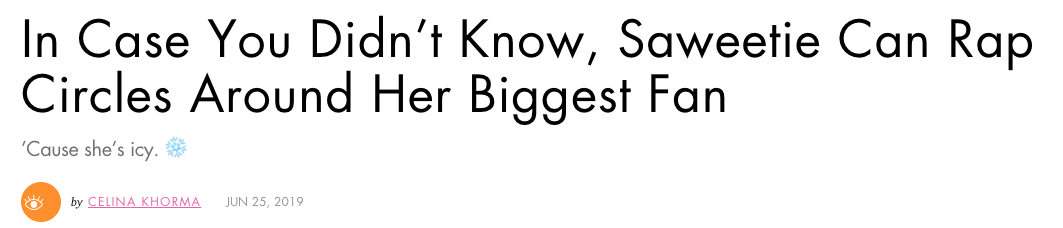 In Case You Didn’t Know, Saweetie Can Rap
Circles Around Her Biggest Fan
’Cause she’s icy. ❄️
by CELINA KHORMA JUN 25, 2019